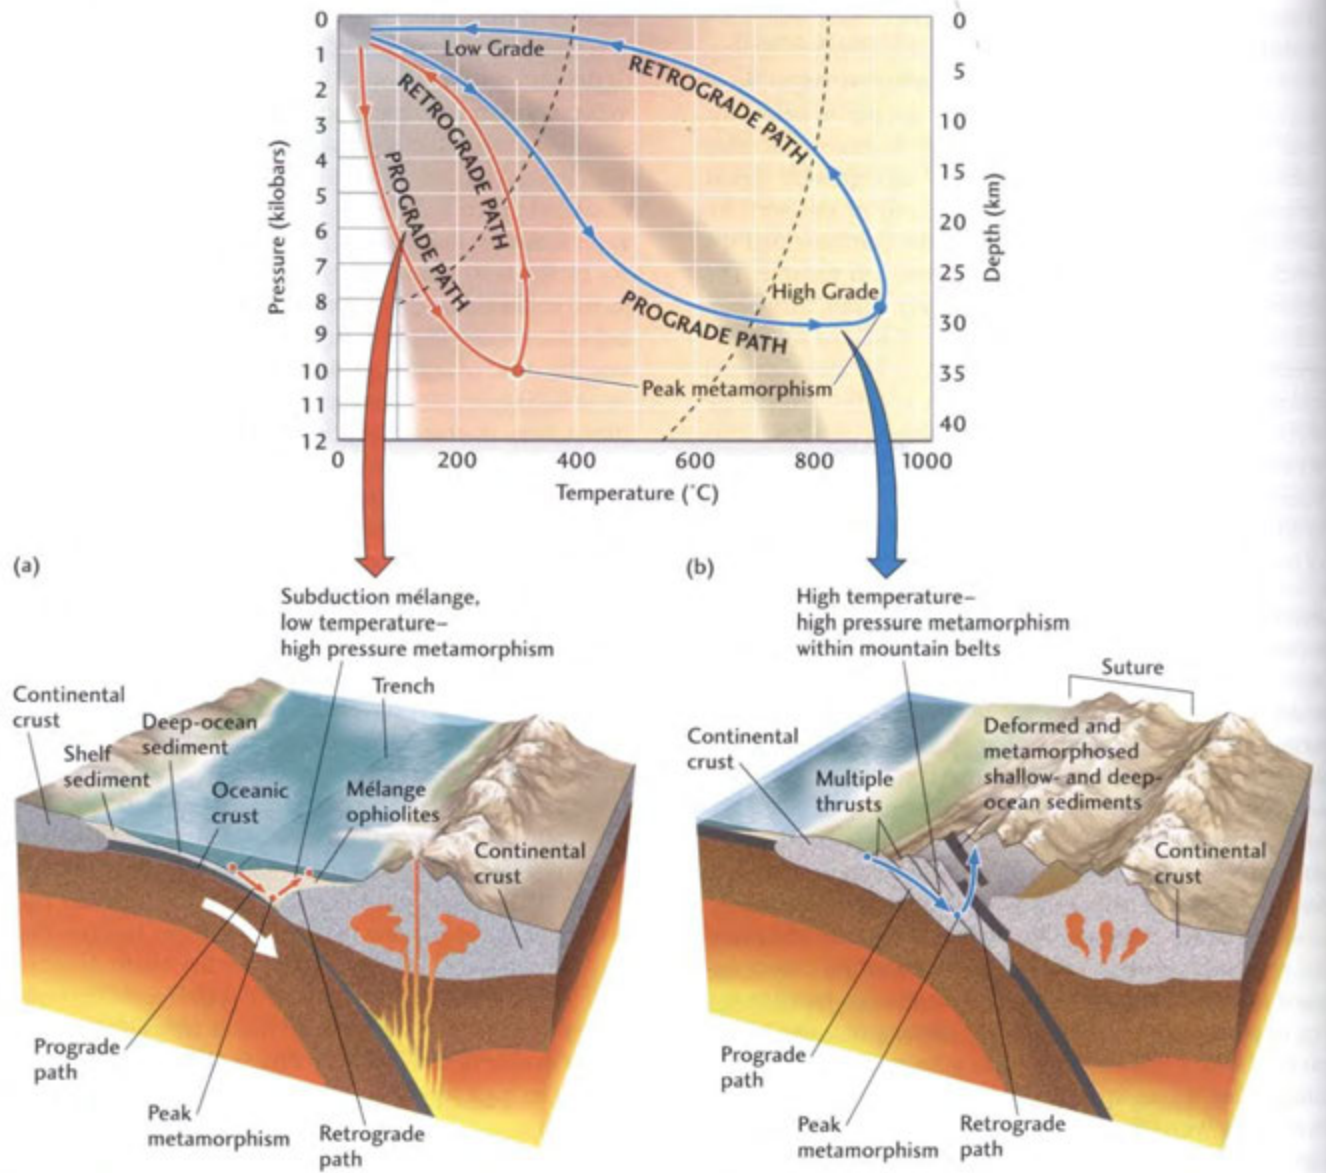 0
1
2
3
4
5
6
7
8
9
10
11
12
Pressure (kilobars)
0
5
10
15
20
25
30
35
40
Depth (km)
Low Grade
RETROGRADE PATH
RETROGRADE PATH
PROGRADE PATH
High Grade
PROGRADE PATH
Peak metamorphism
0
200
400
600
800
1000
Temperature (°C)
(a)
Subduction mélange,
low temperature–
high pressure metamorphism
Trench
Continental
crust
Deep-ocean
sediment
Shelf
sediment
Oceanic
crust
Mélange
ophiolites
Continental
crust
Prograde
path
Peak
metamorphism
Retrograde
path
(b)
High temperature–
high pressure metamorphism
within mountain belts
Suture
Continental
crust
Multiple
thrusts
Deformed and
metamorphosed
shallow- and deep-
ocean sediments
Continental
crust
Prograde
path
Peak
metamorphism
Retrograde
path